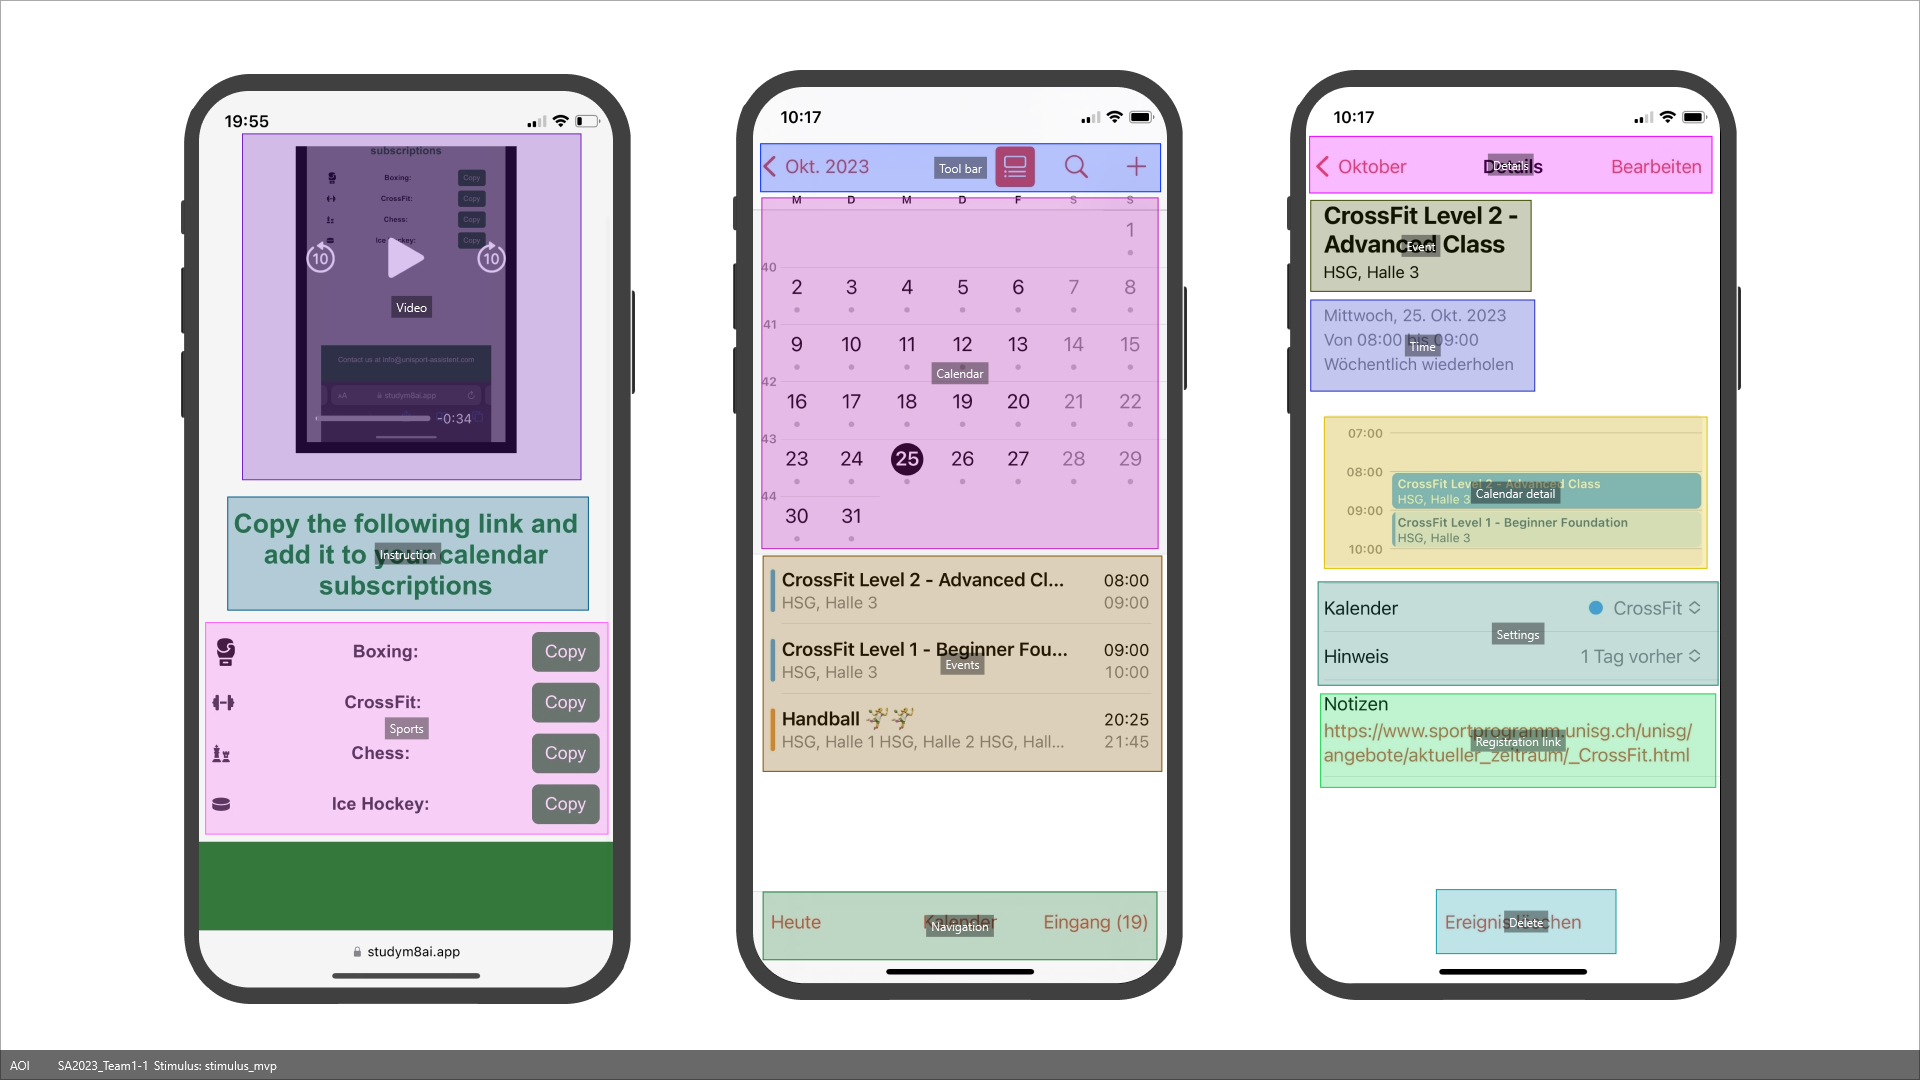 19:55
subscriptions
Boxing: Copy
CrossFit: Copy
Chess: Copy
Ice Hockey: Copy
10 10
Video
Contact us at info@unisport-assistent.com
AA studym8ai.app
-0:34
Copy the following link and
add it to your calendar
subscriptions
Instruction
Boxing: Copy
CrossFit: Copy
Sports
Chess: Copy
Ice Hockey: Copy
studym8ai.app
10:17
Okt. 2023
Tool bar
M D M D F S S
1
40
2 3 4 5 6 7 8
41
9 10 11 12 13 14 15
Calendar
42
16 17 18 19 20 21 22
43
23 24 25 26 27 28 29
44
30 31
CrossFit Level 2 - Advanced Cl... 08:00
HSG, Halle 3 09:00
CrossFit Level 1 - Beginner Fou... 09:00
Events
HSG, Halle 3 10:00
Handball 🤾🤾 20:25
HSG, Halle 1 HSG, Halle 2 HSG, Hall... 21:45
Heute Kalender Eingang (19)
Navigation
10:17
Oktober Details Bearbeiten
Details
CrossFit Level 2 -
Advanced Class
Event
HSG, Halle 3
Mittwoch, 25. Okt. 2023
Von 08:00 bis 09:00
Time
Wöchentlich wiederholen
07:00
08:00
CrossFit Level 2 - Advanced Class
Calendar detail
HSG, Halle 3
09:00
CrossFit Level 1 - Beginner Foundation
HSG, Halle 3
10:00
Kalender CrossFit
Settings
Hinweis 1 Tag vorher
Notizen
https://www.sportprogramm.unisg.ch/unisg/
angebote/aktueller_zeitraum/_CrossFit.html
Registration link
Ereignis löschen
Delete
AOI SA2023_Team1-1 Stimulus: stimulus_mvp